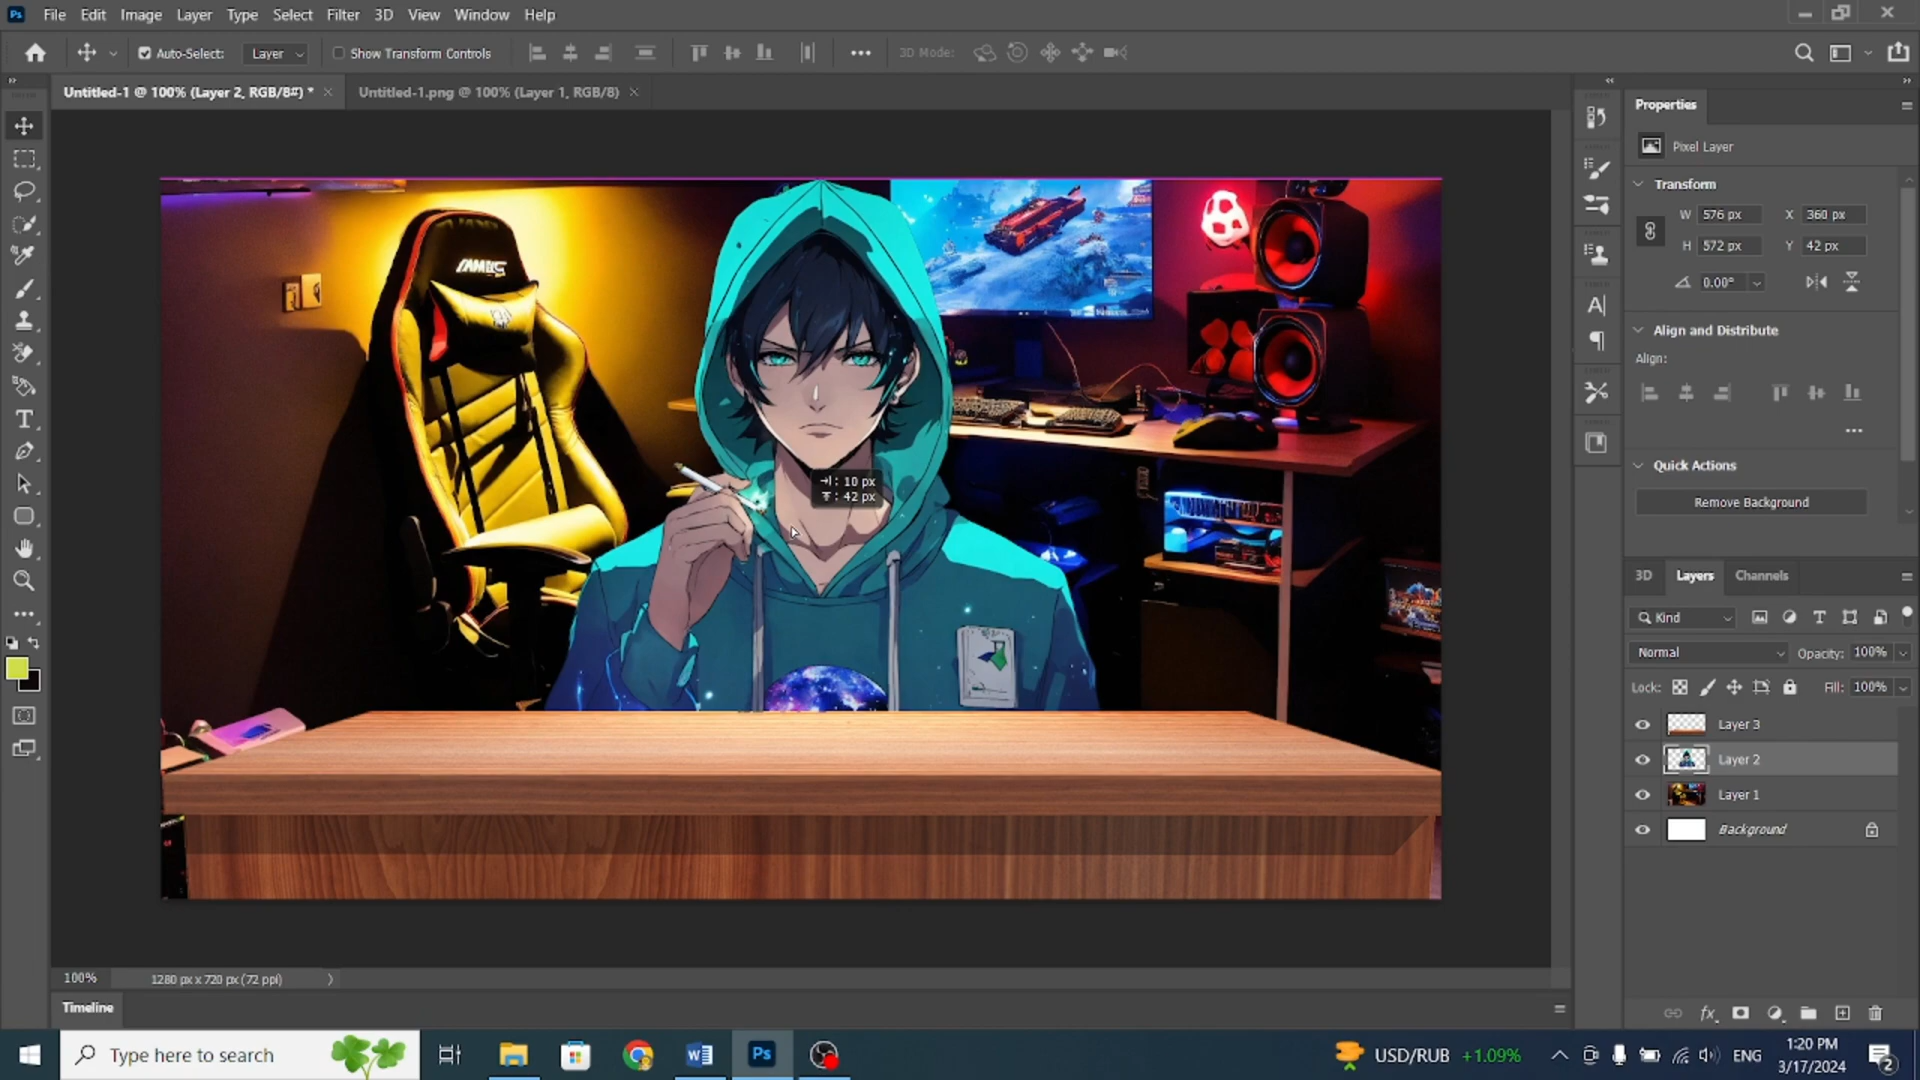 Ps File Edit Image Layer Type Select Filter 3D View Window Help
Auto-Select: Layer Show Transform Controls ••• 3D Mode:
Untitled-1 @ 100% (Layer 2, RGB/8#) * × Untitled-1.png @ 100% (Layer 1, RGB/8) ×
Properties
Pixel Layer
Transform
W 576 px X 360 px
H 572 px Y 42 px
0.00°
Align and Distribute
Align:
•••
Quick Actions
Remove Background
→I: 10 px
42 px
3D Layers Channels
Kind
Normal Opacity: 100%
Lock: Fill: 100%
Layer 3
Layer 2
Layer 1
Background
fx
100% 1280 px x 720 px (72 ppi)
Timeline
Type here to search
W
Ps
USD/RUB +1.09%
ENG
1:20 PM
3/17/2024
2